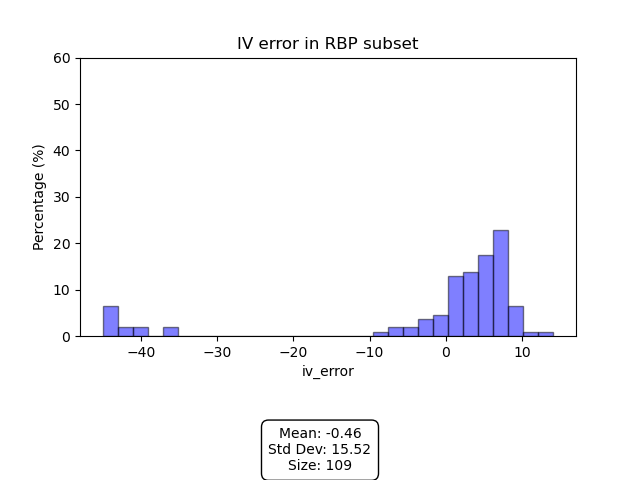 IV error in RBP subset
60
50
40
30
20
10
0
Percentage (%)
−40
−30
−20
−10
0
10
iv_error
Mean: -0.46
Std Dev: 15.52
Size: 109